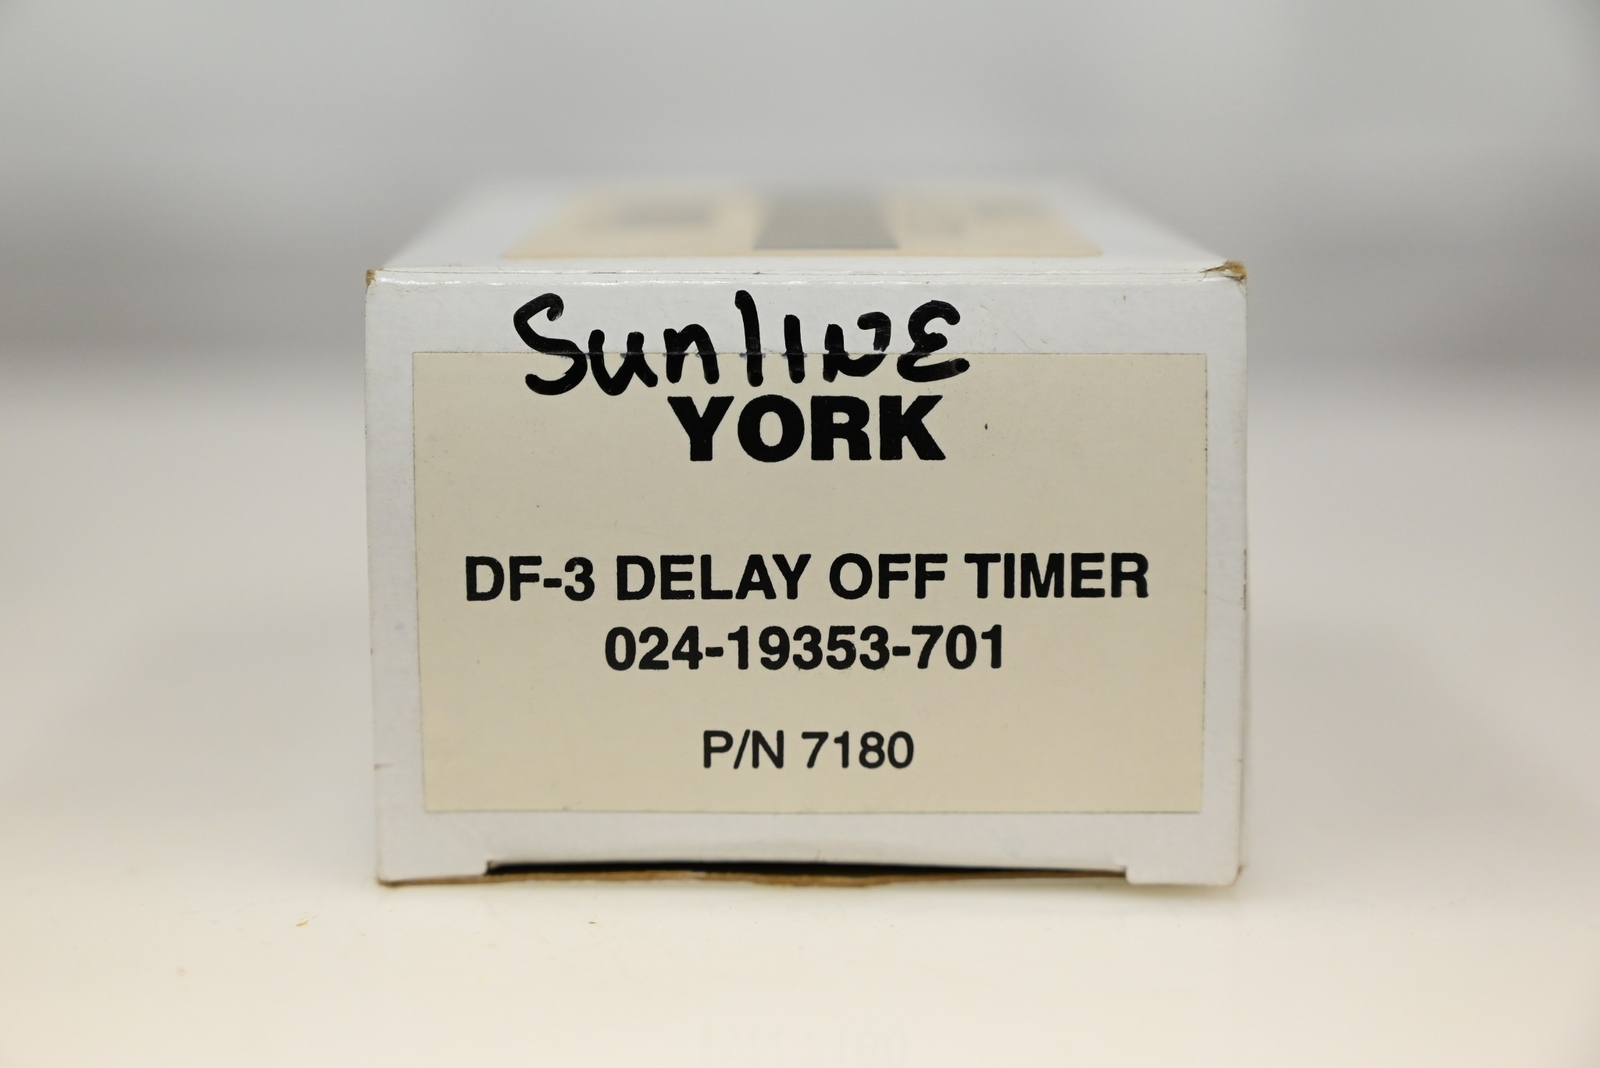 Sunline
YORK
DF-3 DELAY OFF TIMER
024-19353-701
P/N 7180